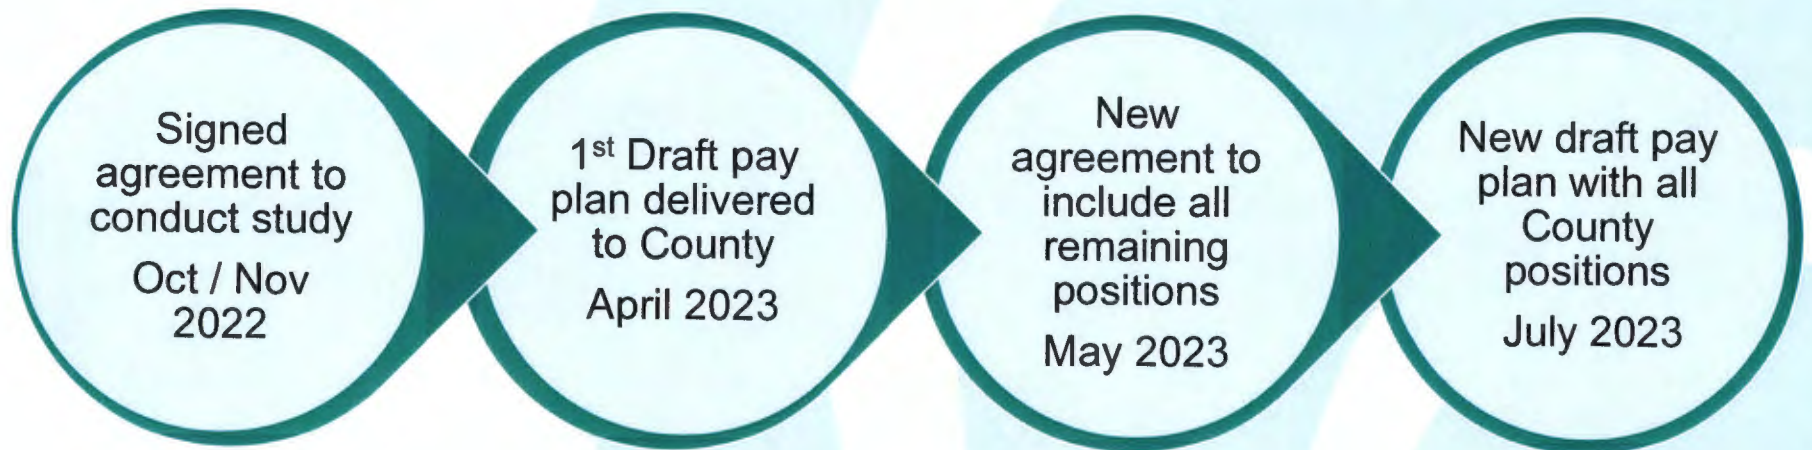 Signed
agreement to
conduct study
Oct / Nov
2022
1st Draft pay
plan delivered
to County
April 2023
New
agreement to
include all
remaining
positions
May 2023
New draft pay
plan with all
County
positions
July 2023